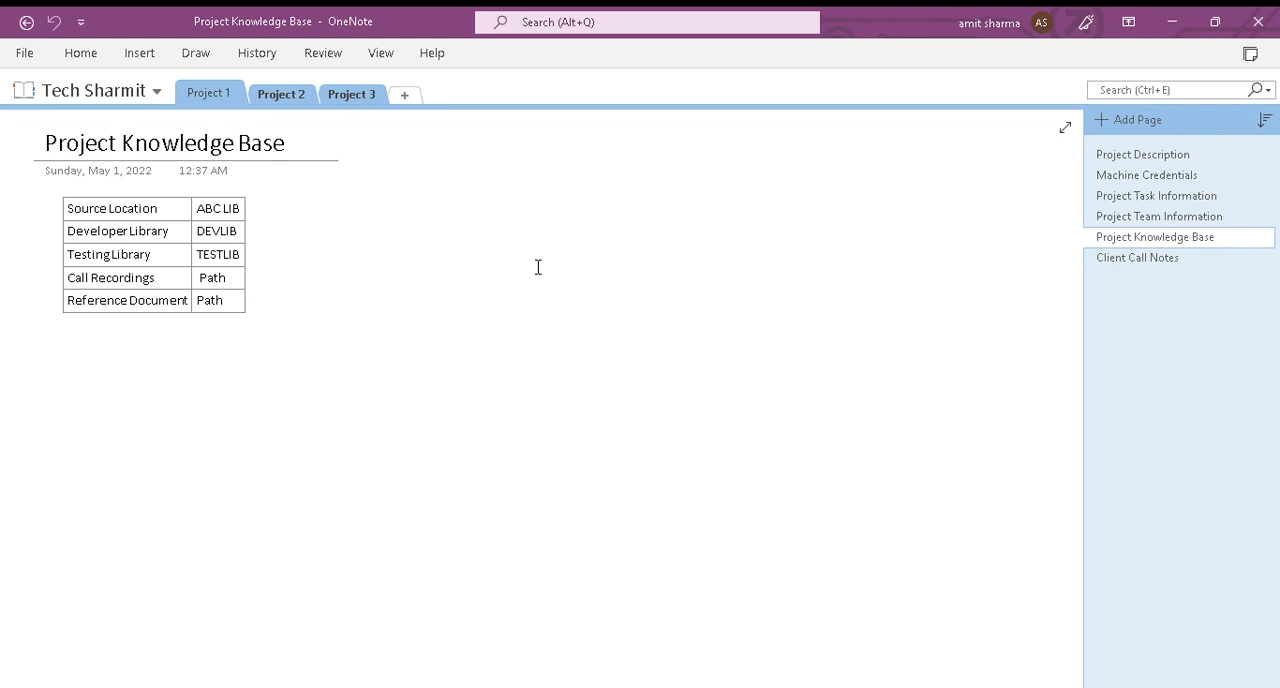 Project Knowledge Base - OneNote
Search (Alt+Q)
amit sharma AS
File Home Insert Draw History Review View Help
Tech Sharmit Project 1 Project 2 Project 3
Search (Ctrl+E)
Add Page
Project Knowledge Base
Sunday, May 1, 2022 12:37 AM
Source Location ABC LIB
Developer Library DEVLIB
Testing Library TESTLIB
Call Recordings Path
Reference Document Path
Project Description
Machine Credentials
Project Task Information
Project Team Information
Project Knowledge Base
Client Call Notes